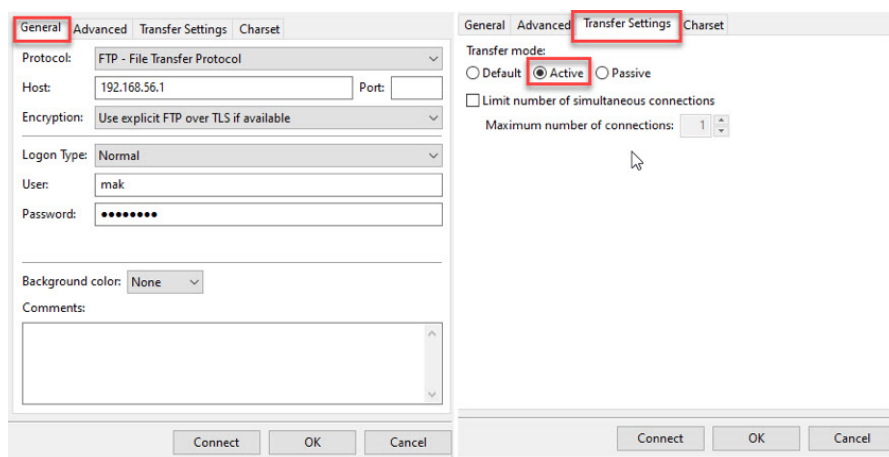 General Advanced Transfer Settings Charset
Protocol: FTP - File Transfer Protocol
Host: 192.168.56.1 Port:
Encryption: Use explicit FTP over TLS if available
Logon Type: Normal
User: mak
Password: ●●●●●●●●
Background color: None
Comments:
Connect OK Cancel
General Advanced Transfer Settings Charset
Transfer mode:
Default Active Passive
Limit number of simultaneous connections
Maximum number of connections: 1
Connect OK Cancel